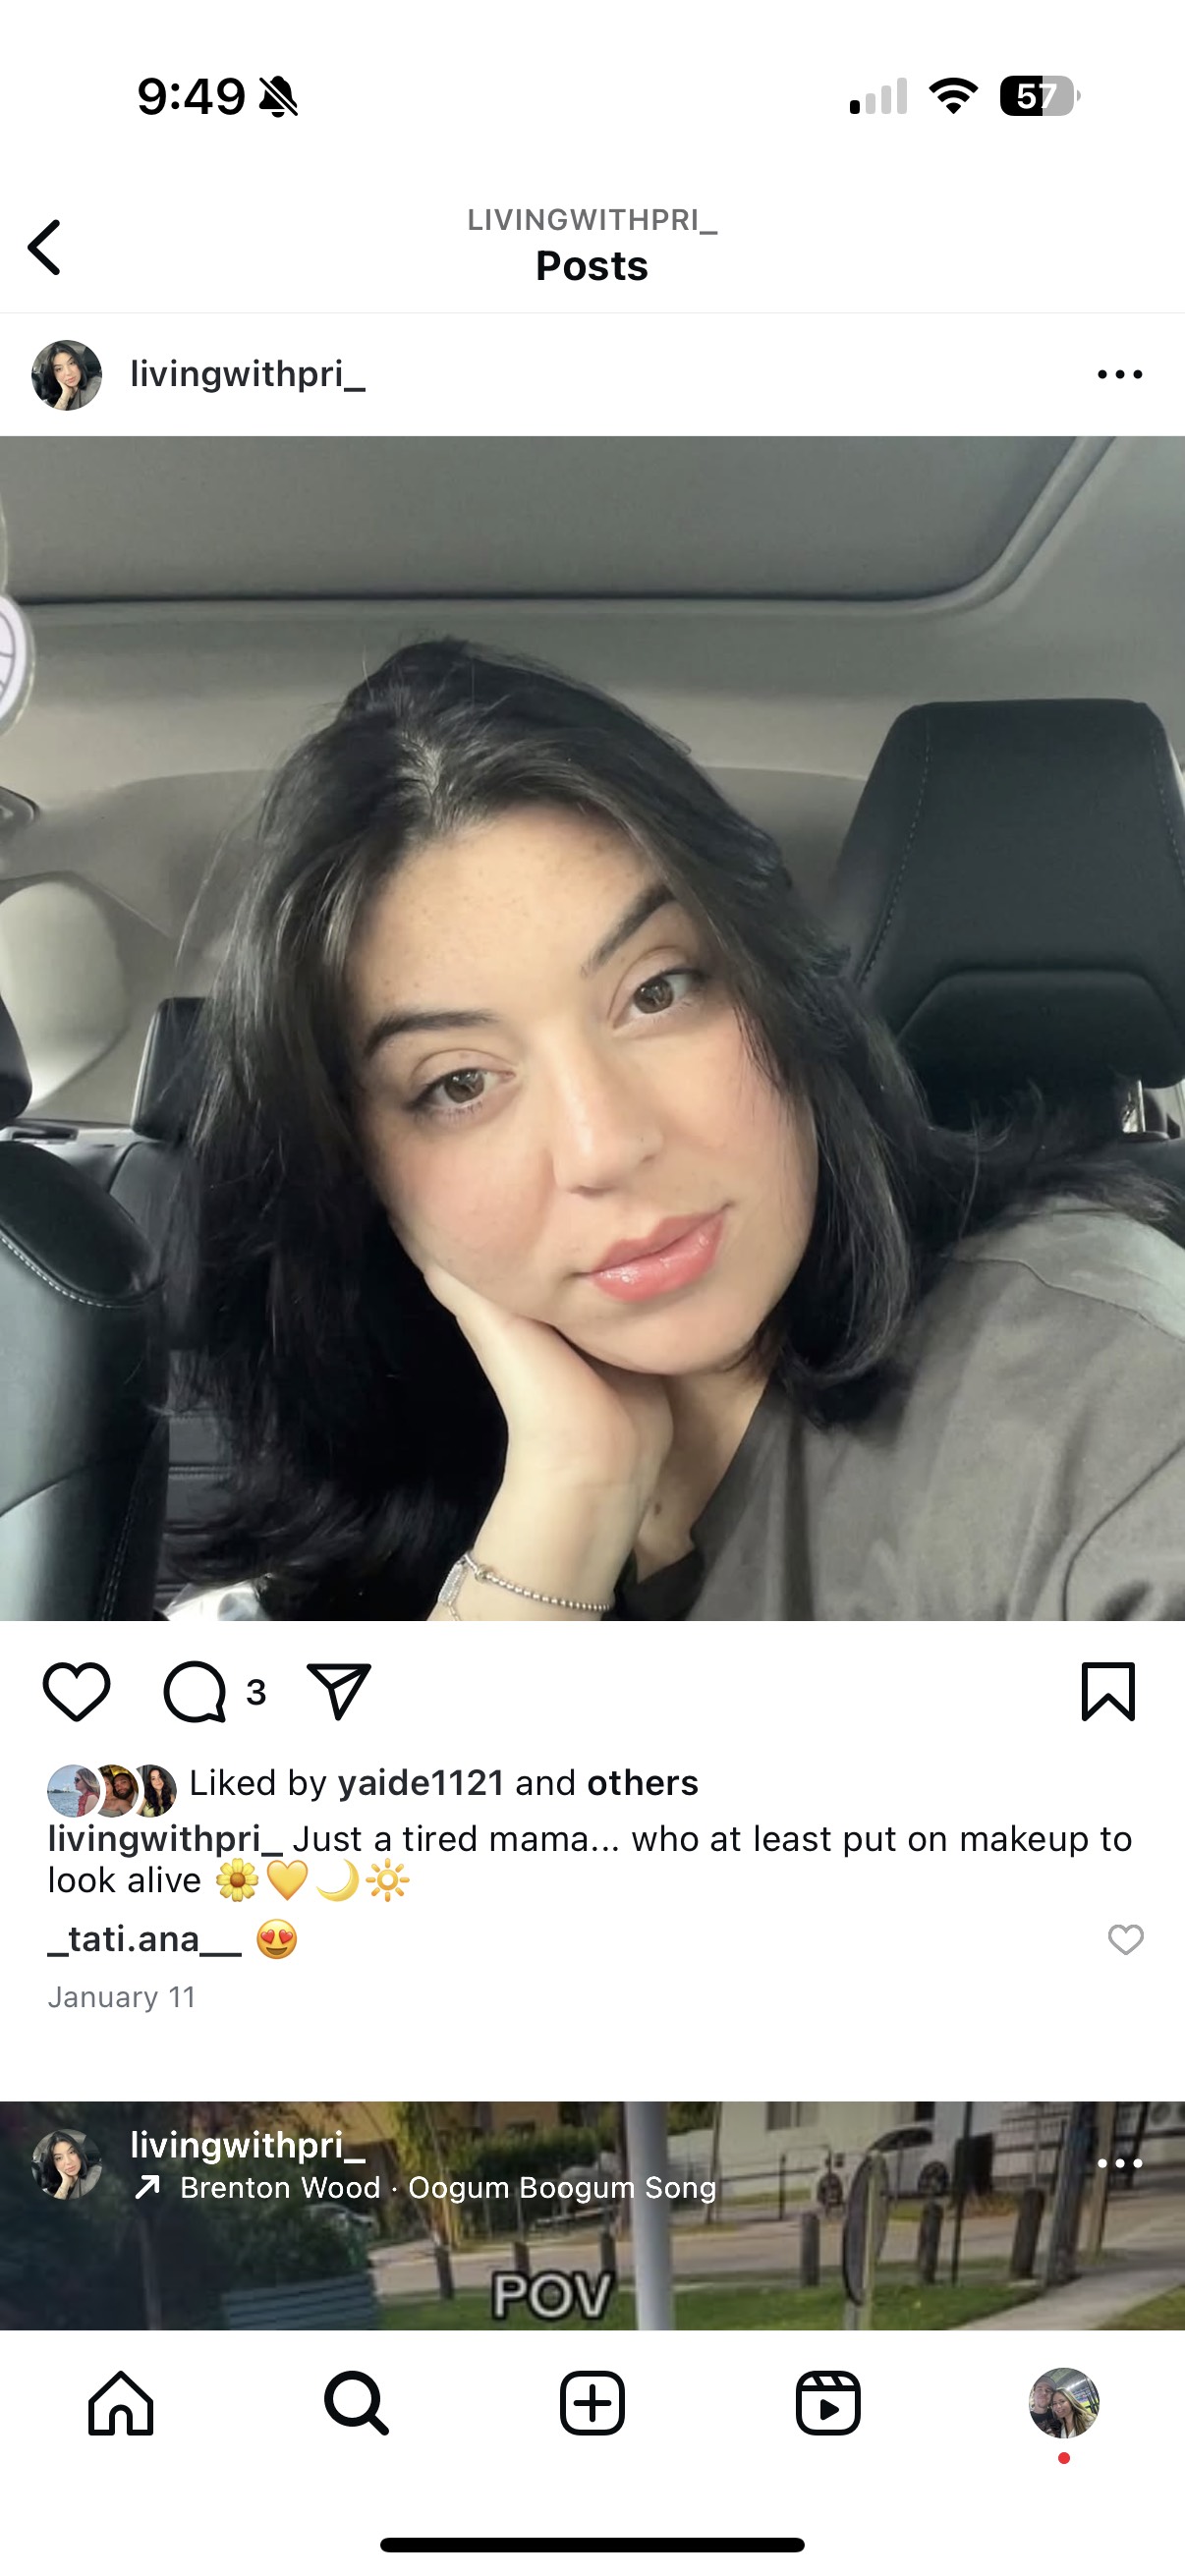 9:49
57
LIVINGWITHPRI_
Posts
livingwithpri_
3
Liked by yaide1121 and others
livingwithpri_ Just a tired mama... who at least put on makeup to
look alive 🌼💛🌙☀️
_tati.ana__ 😍
January 11
livingwithpri_
Brenton Wood · Oogum Boogum Song
POV